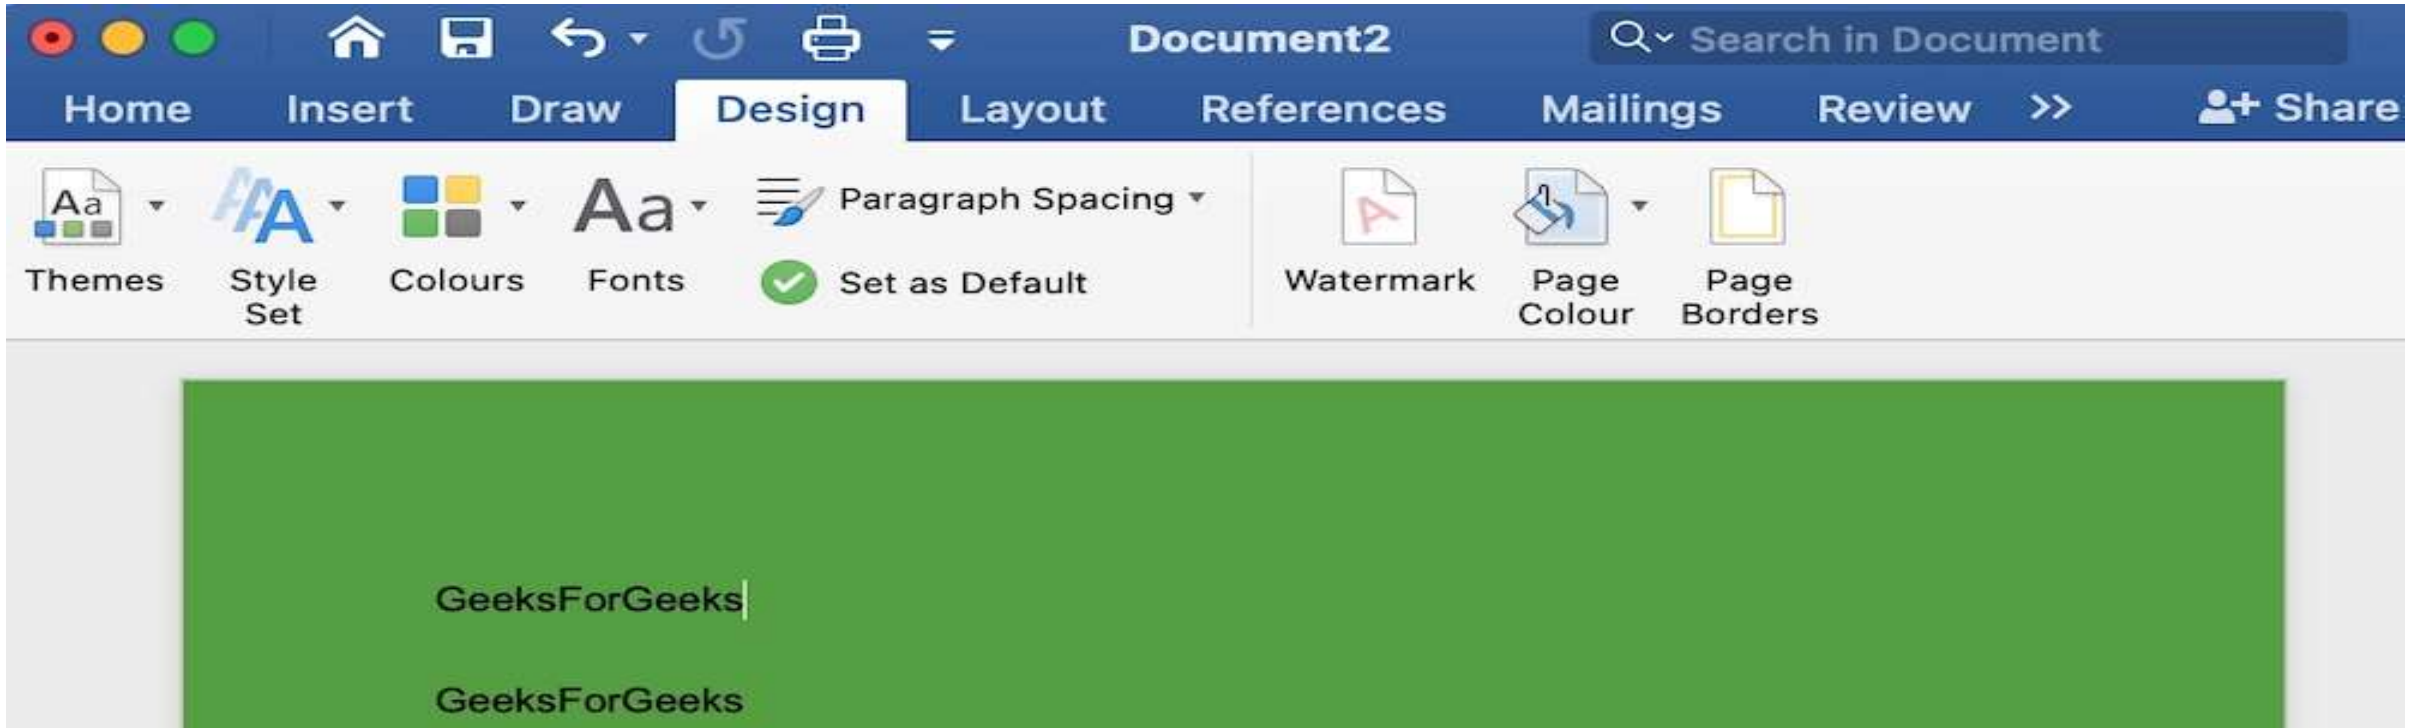 Document2 Search in Document
Home Insert Draw Design Layout References Mailings Review >> Share
Aa Aa Paragraph Spacing
Themes Style Set Colours Fonts Set as Default Watermark Page Colour Page Borders
GeeksForGeeks
GeeksForGeeks